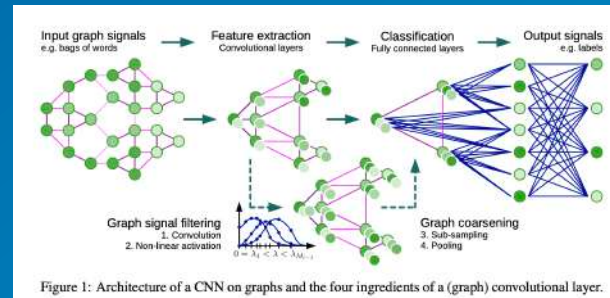 Input graph signals
e.g. bags of words
Feature extraction
Convolutional layers
Classification
Fully connected layers
Output signals
e.g. labels
Graph signal filtering
1. Convolution
2. Non-linear activation
Graph coarsening
3. Sub-sampling
4. Pooling
Figure 1: Architecture of a CNN on graphs and the four ingredients of a (graph) convolutional layer.